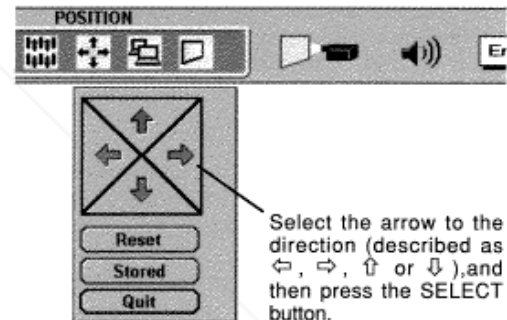 POSITION
Er
Reset
Stored
Quit
Select the arrow to the
direction (described as
⇦, ⇨, ⇧ or ⇩),and
then press the SELECT
button.